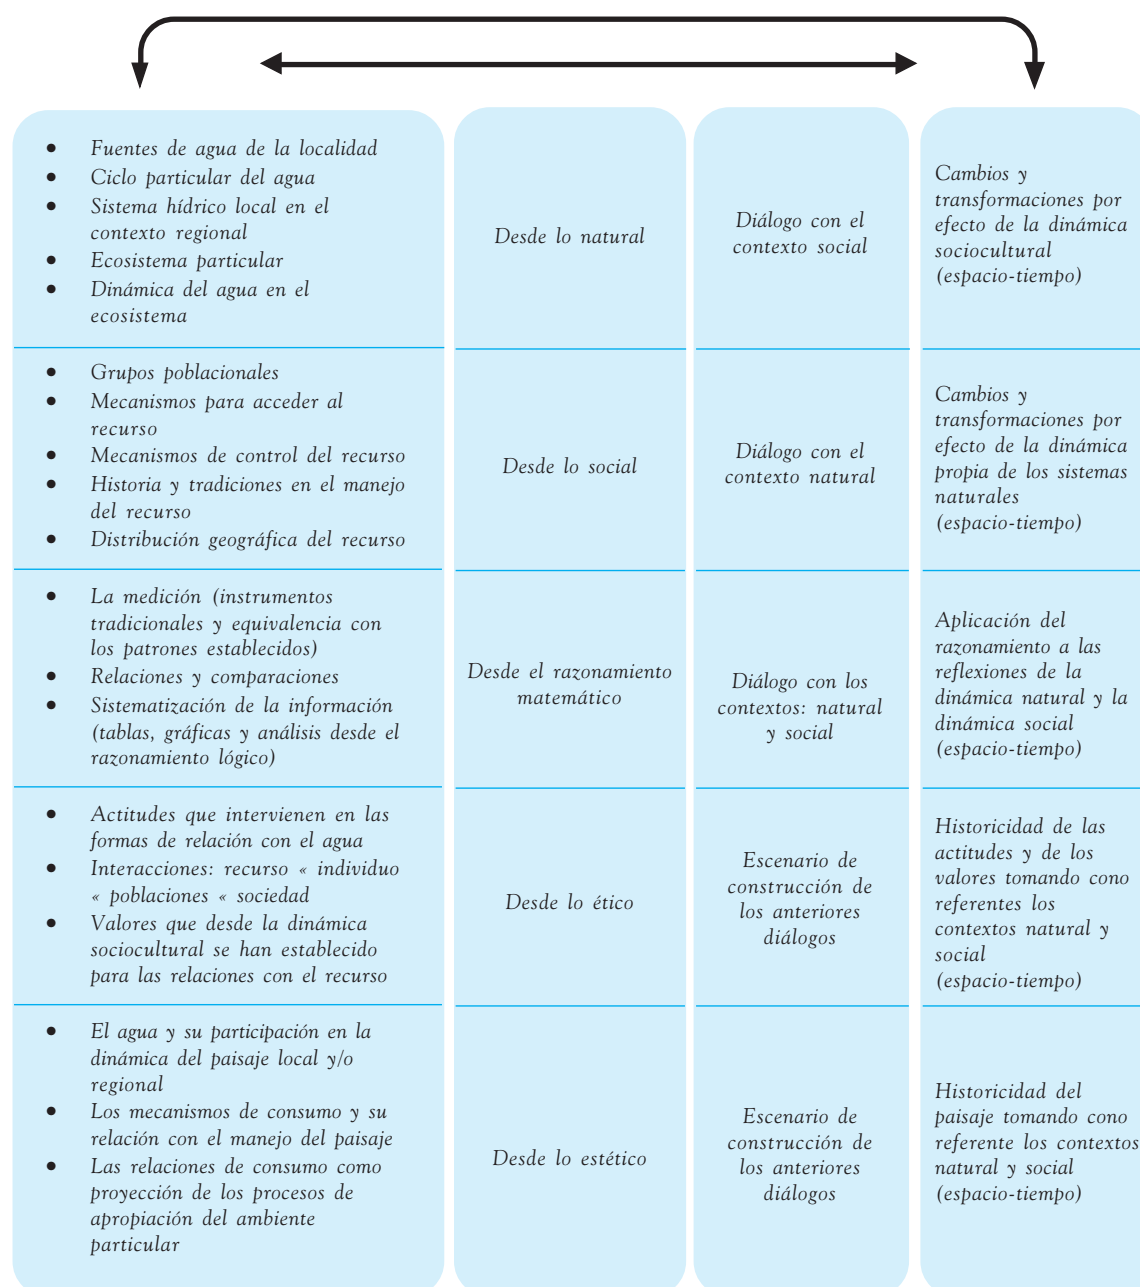 • Fuentes de agua de la localidad
• Ciclo particular del agua
• Sistema hídrico local en el
contexto regional
• Ecosistema particular
• Dinámica del agua en el
ecosistema
Desde lo natural
Diálogo con el
contexto social
Cambios y
transformaciones por
efecto de la dinámica
sociocultural
(espacio-tiempo)
• Grupos poblacionales
• Mecanismos para acceder al
recurso
• Mecanismos de control del recurso
• Historia y tradiciones en el manejo
del recurso
• Distribución geográfica del recurso
Desde lo social
Diálogo con el
contexto natural
Cambios y
transformaciones por
efecto de la dinámica
propia de los sistemas
naturales
(espacio-tiempo)
• La medición (instrumentos
tradicionales y equivalencia con
los patrones establecidos)
• Relaciones y comparaciones
• Sistematización de la información
(tablas, gráficas y análisis desde el
razonamiento lógico)
Desde el razonamiento
matemático
Diálogo con los
contextos: natural
y social
Aplicación del
razonamiento a las
reflexiones de la
dinámica natural y la
dinámica social
(espacio-tiempo)
• Actitudes que intervienen en las
formas de relación con el agua
• Interacciones: recurso « individuo
« poblaciones « sociedad
• Valores que desde la dinámica
sociocultural se han establecido
para las relaciones con el recurso
Desde lo ético
Escenario de
construcción de
los anteriores
diálogos
Historicidad de las
actitudes y de los
valores tomando cono
referentes los
contextos natural y
social
(espacio-tiempo)
• El agua y su participación en la
dinámica del paisaje local y/o
regional
• Los mecanismos de consumo y su
relación con el manejo del paisaje
• Las relaciones de consumo como
proyección de los procesos de
apropiación del ambiente
particular
Desde lo estético
Escenario de
construcción de
los anteriores
diálogos
Historicidad del
paisaje tomando cono
referente los contextos
natural y social
(espacio-tiempo)